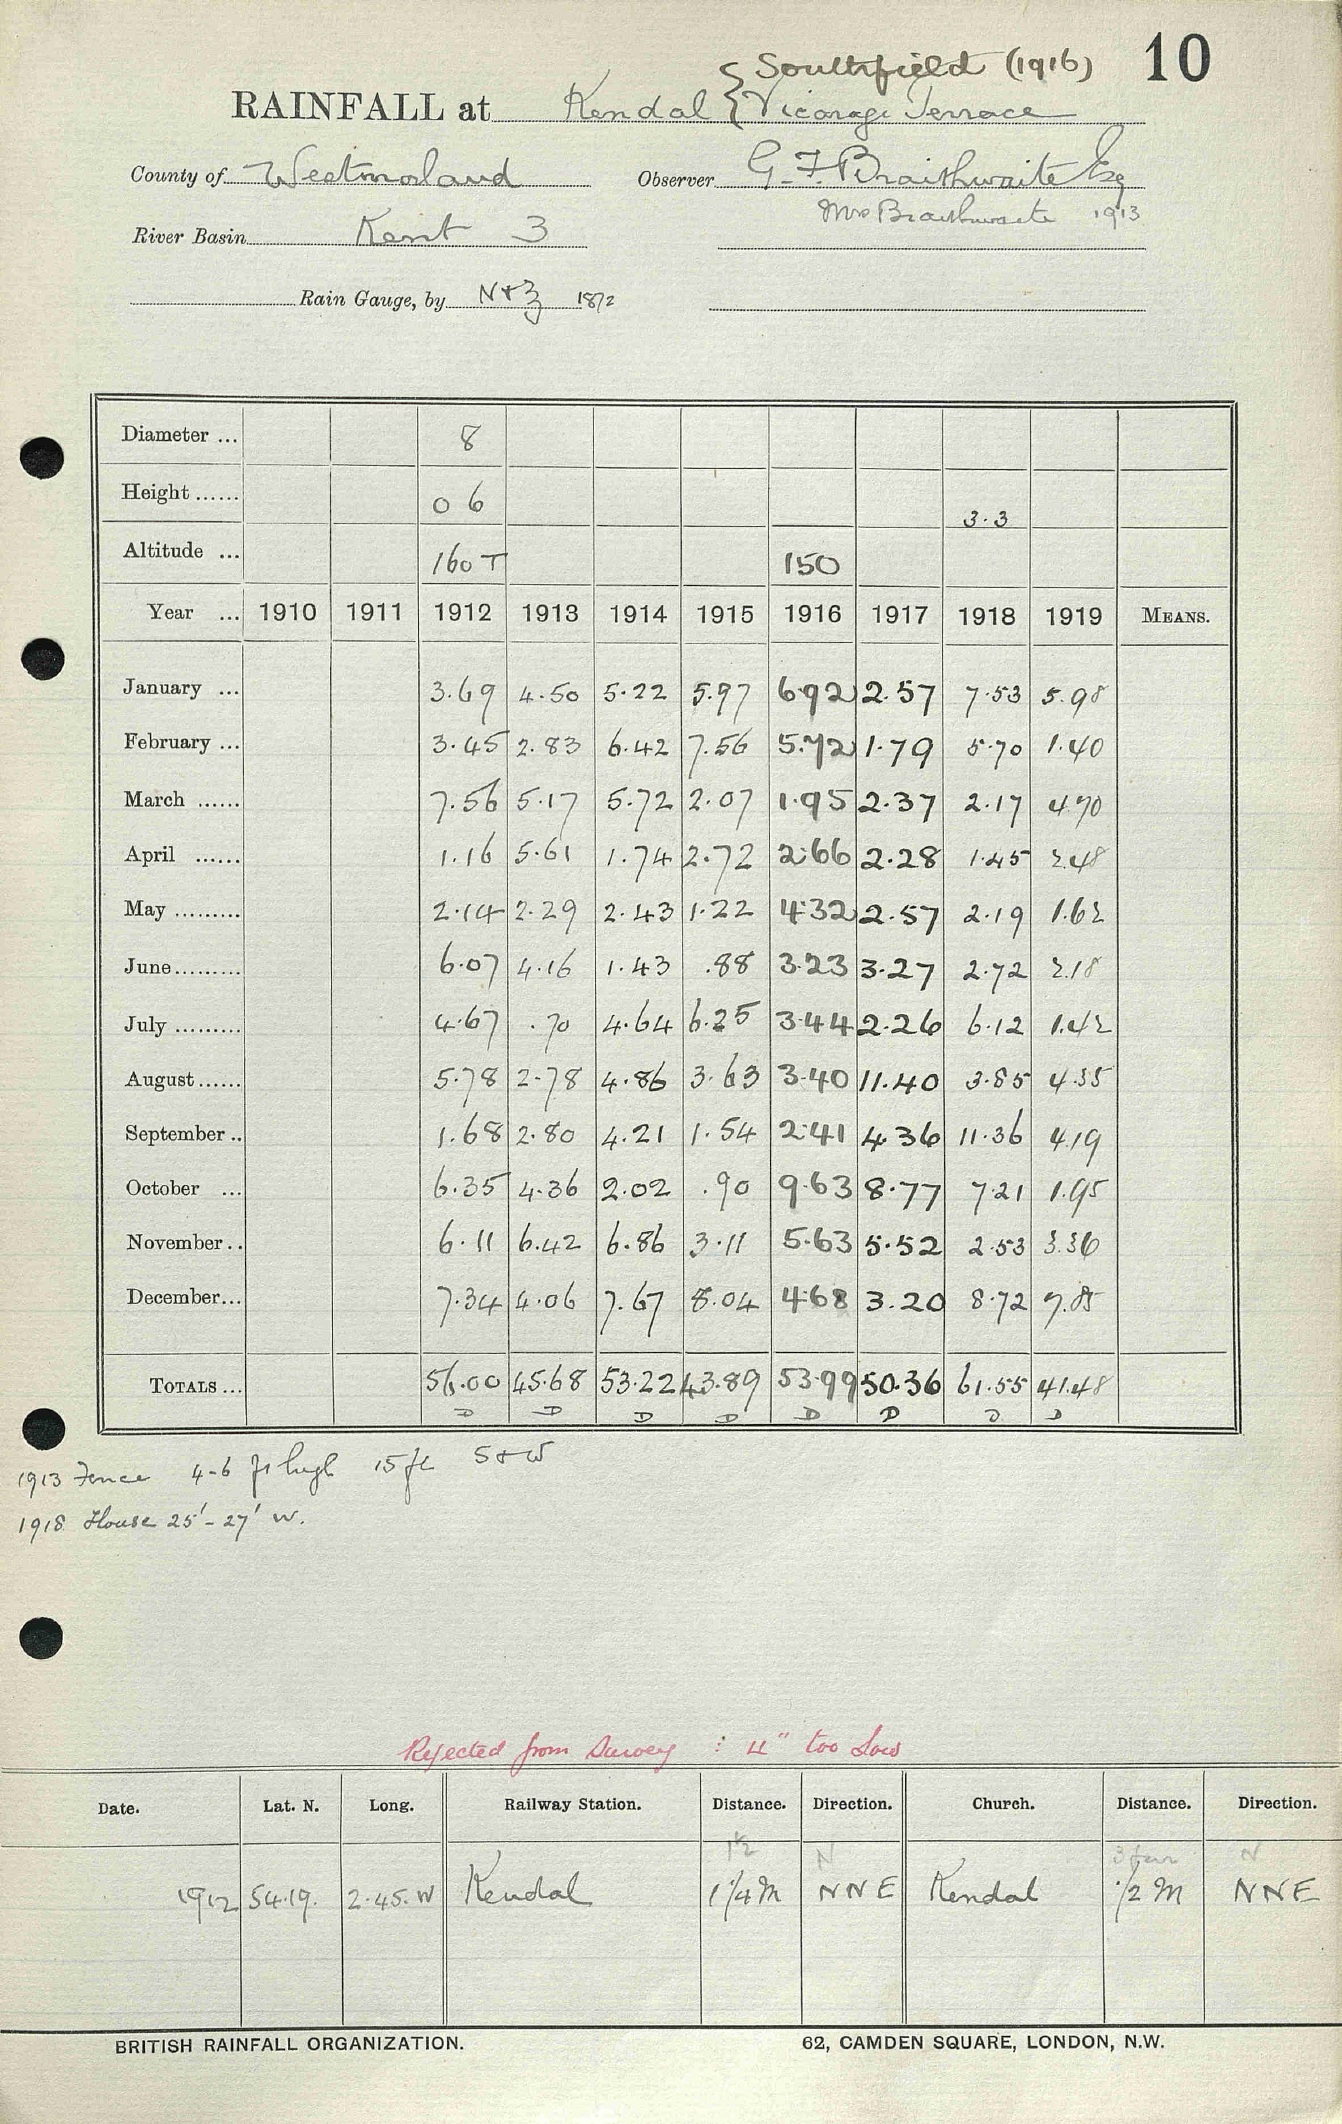 10
Southfield (1916)
RAINFALL at Kendal { Vicarage Terrace
County of Westmorland Observer G. F. Braithwaite Esq
Mrs Braithwaite 1913
River Basin Kent 3
Rain Gauge, by N & Z 1872
Diameter ... 8
Height ...... 0 6 3.3
Altitude ... 160 T 150
Year ... 1910 1911 1912 1913 1914 1915 1916 1917 1918 1919 MEANS.
January ... 3.69 4.50 5.22 5.97 6.92 2.57 7.53 5.98
February ... 3.45 2.83 6.42 7.56 5.72 1.79 5.70 1.40
March ...... 7.56 5.17 5.72 2.07 1.95 2.37 2.17 4.70
April ...... 1.16 5.61 1.74 2.72 2.66 2.28 1.45 2.48
May ......... 2.14 2.29 2.43 1.22 4.32 2.57 2.19 1.62
June ......... 6.07 4.16 1.43 .88 3.23 3.27 2.72 2.18
July ......... 4.67 .70 4.64 6.25 3.44 2.26 6.12 1.42
August ...... 5.78 2.78 4.86 3.63 3.40 11.40 3.85 4.35
September .. 1.68 2.80 4.21 1.54 2.41 4.36 11.36 4.19
October ... 6.35 4.36 2.02 .90 9.63 8.77 7.21 1.95
November .. 6.11 6.42 6.86 3.11 5.63 5.52 2.53 3.36
December ... 7.34 4.06 7.67 8.04 4.68 3.20 8.72 7.85
TOTALS ... 56.00 45.68 53.22 43.89 53.99 50.36 61.55 41.48
D D D D D D D D
1913 Fence 4-6 ft high 15 ft S & W
1918 House 25' - 27' W.
Rejected from Survey : 4" too low
Date. Lat. N. Long. Railway Station. Distance. Direction. Church. Distance. Direction.
1½ N 3 fur N
1912 54.19. 2.45.W Kendal 1¼ M NNE Kendal ½ M NNE
BRITISH RAINFALL ORGANIZATION. 62, CAMDEN SQUARE, LONDON, N.W.